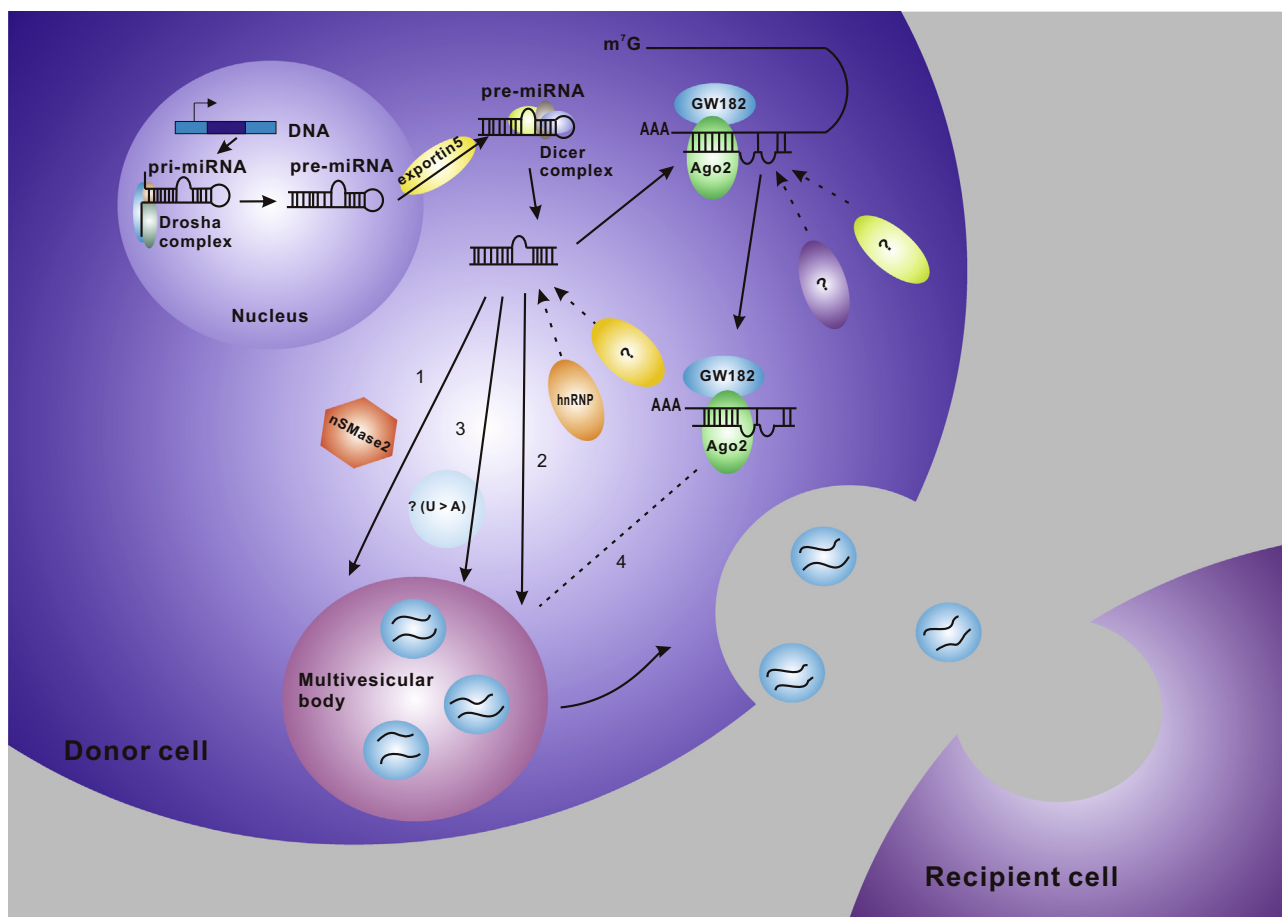 m⁷G
pre-miRNA
GW182
AAA
Ago2
DNA
pri-miRNA
pre-miRNA
exportin5
Dicer
complex
Drosha
complex
Nucleus
?
?
?
hnRNP
1
3
2
nSMase2
? (U > A)
GW182
AAA
Ago2
4
Multivesicular
body
Donor cell
Recipient cell